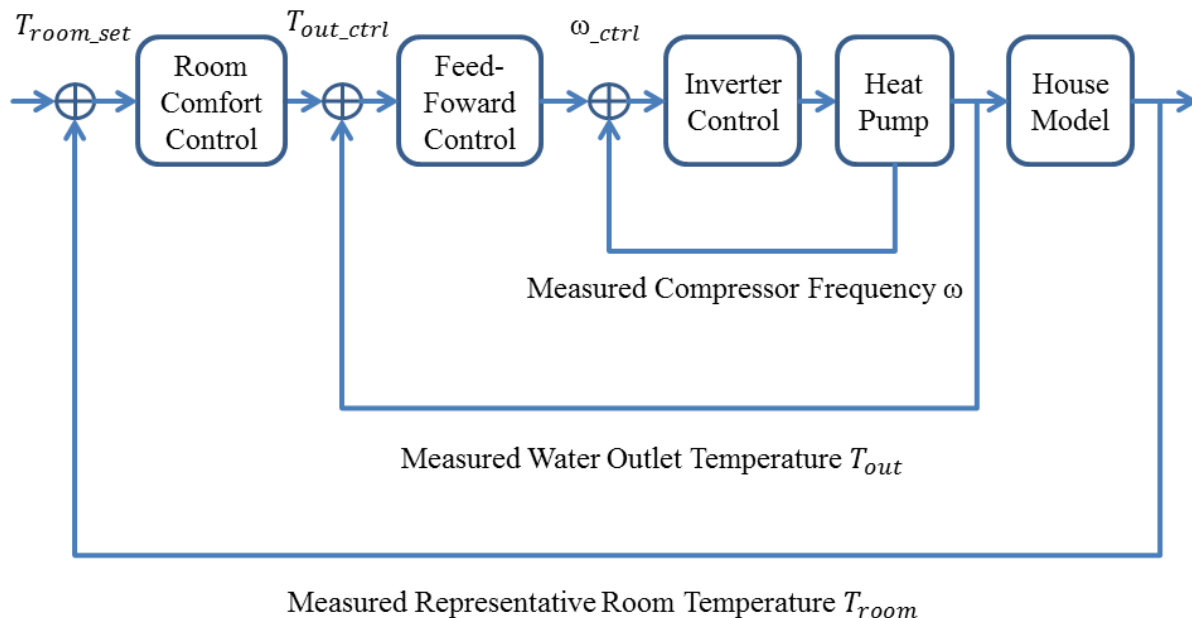 T_room_set
T_out_ctrl
ω_ctrl
Room
Comfort
Control
Feed-
Foward
Control
Inverter
Control
Heat
Pump
House
Model
Measured Compressor Frequency ω
Measured Water Outlet Temperature T_out
Measured Representative Room Temperature T_room